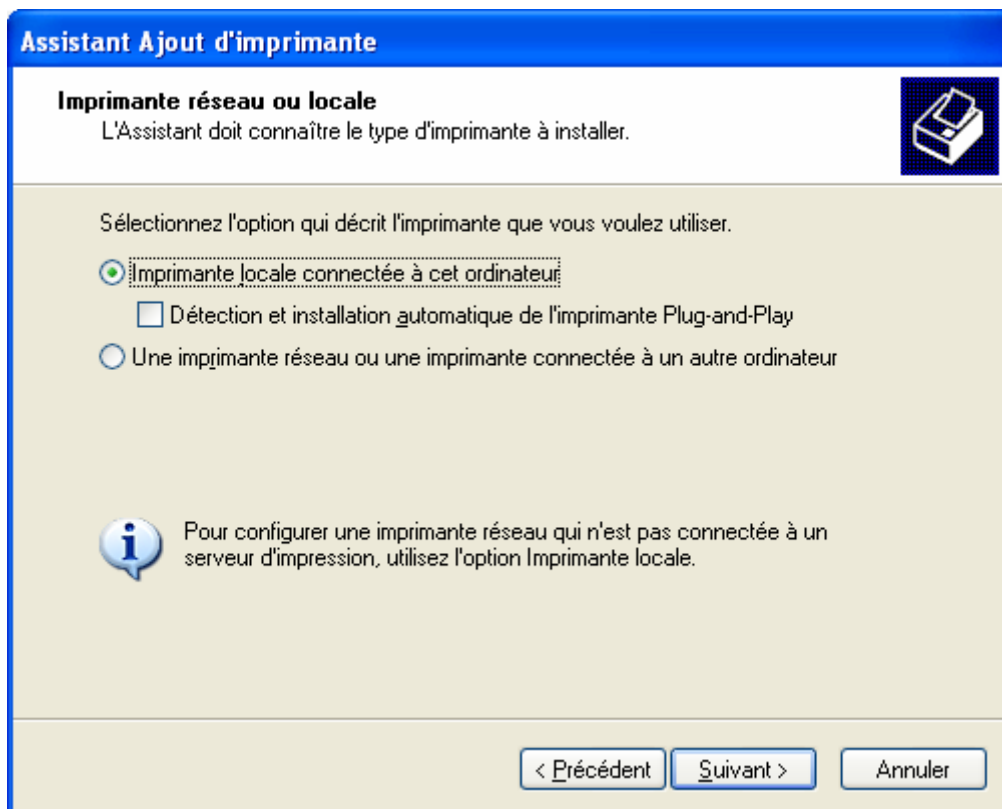 Assistant Ajout d'imprimante
Imprimante réseau ou locale
L'Assistant doit connaître le type d'imprimante à installer.
Sélectionnez l'option qui décrit l'imprimante que vous voulez utiliser.
Imprimante locale connectée à cet ordinateur
Détection et installation automatique de l'imprimante Plug-and-Play
Une imprimante réseau ou une imprimante connectée à un autre ordinateur
Pour configurer une imprimante réseau qui n'est pas connectée à un
serveur d'impression, utilisez l'option Imprimante locale.
< Précédent Suivant > Annuler